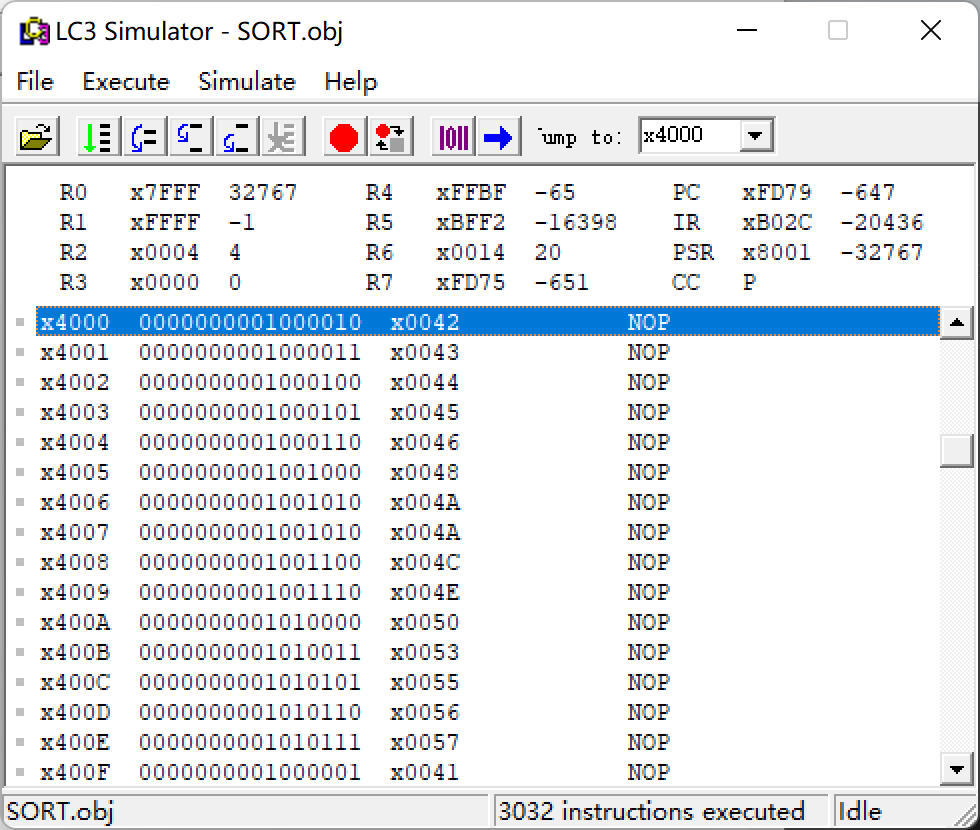 LC3 Simulator - SORT.obj
File Execute Simulate Help
Jump to: x4000
R0 x7FFF 32767 R4 xFFBF -65 PC xFD79 -647
R1 xFFFF -1 R5 xBFF2 -16398 IR xB02C -20436
R2 x0004 4 R6 x0014 20 PSR x8001 -32767
R3 x0000 0 R7 xFD75 -651 CC P
x4000 0000000001000010 x0042 NOP
x4001 0000000001000011 x0043 NOP
x4002 0000000001000100 x0044 NOP
x4003 0000000001000101 x0045 NOP
x4004 0000000001000110 x0046 NOP
x4005 0000000001001000 x0048 NOP
x4006 0000000001001010 x004A NOP
x4007 0000000001001010 x004A NOP
x4008 0000000001001100 x004C NOP
x4009 0000000001001110 x004E NOP
x400A 0000000001010000 x0050 NOP
x400B 0000000001010011 x0053 NOP
x400C 0000000001010101 x0055 NOP
x400D 0000000001010110 x0056 NOP
x400E 0000000001010111 x0057 NOP
x400F 0000000001000001 x0041 NOP
SORT.obj 3032 instructions executed Idle